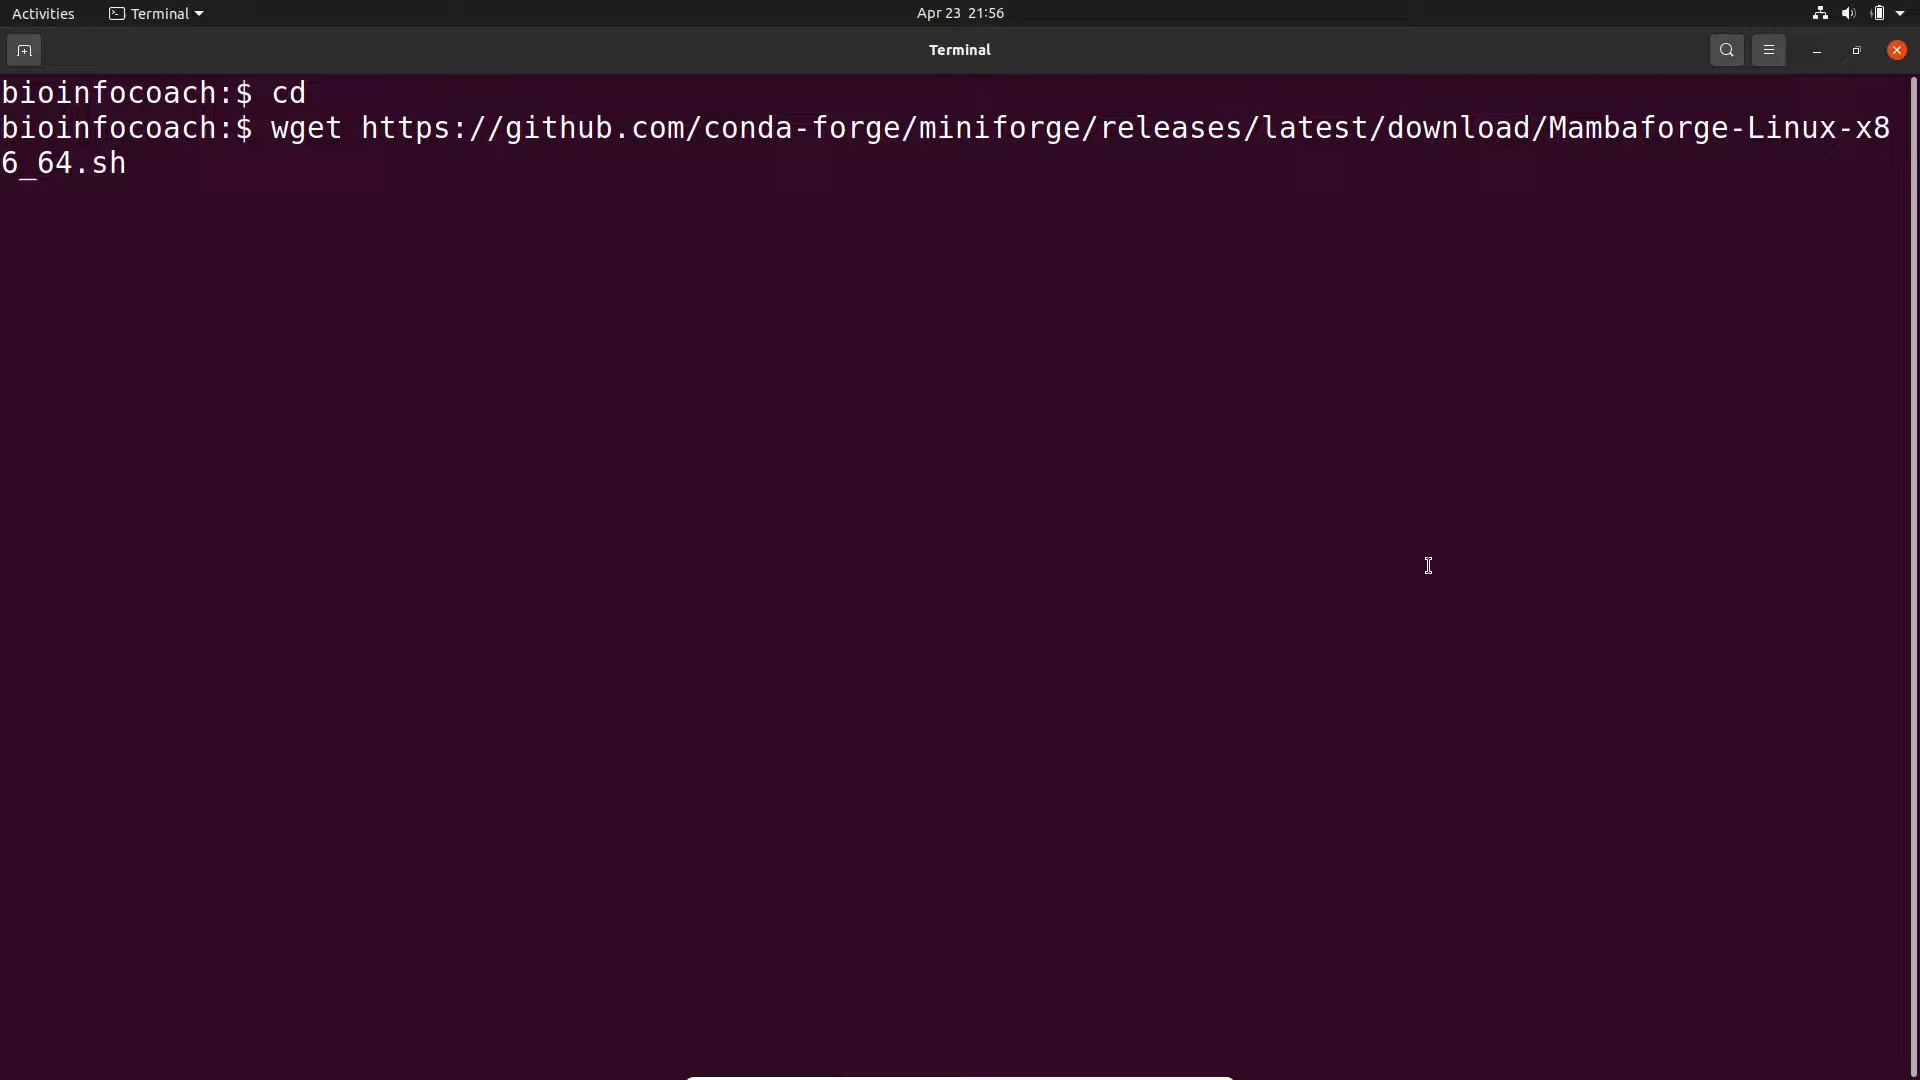 Activities Terminal Apr 23 21:56
Terminal
bioinfocoach:$ cd
bioinfocoach:$ wget https://github.com/conda-forge/miniforge/releases/latest/download/Mambaforge-Linux-x8
6_64.sh